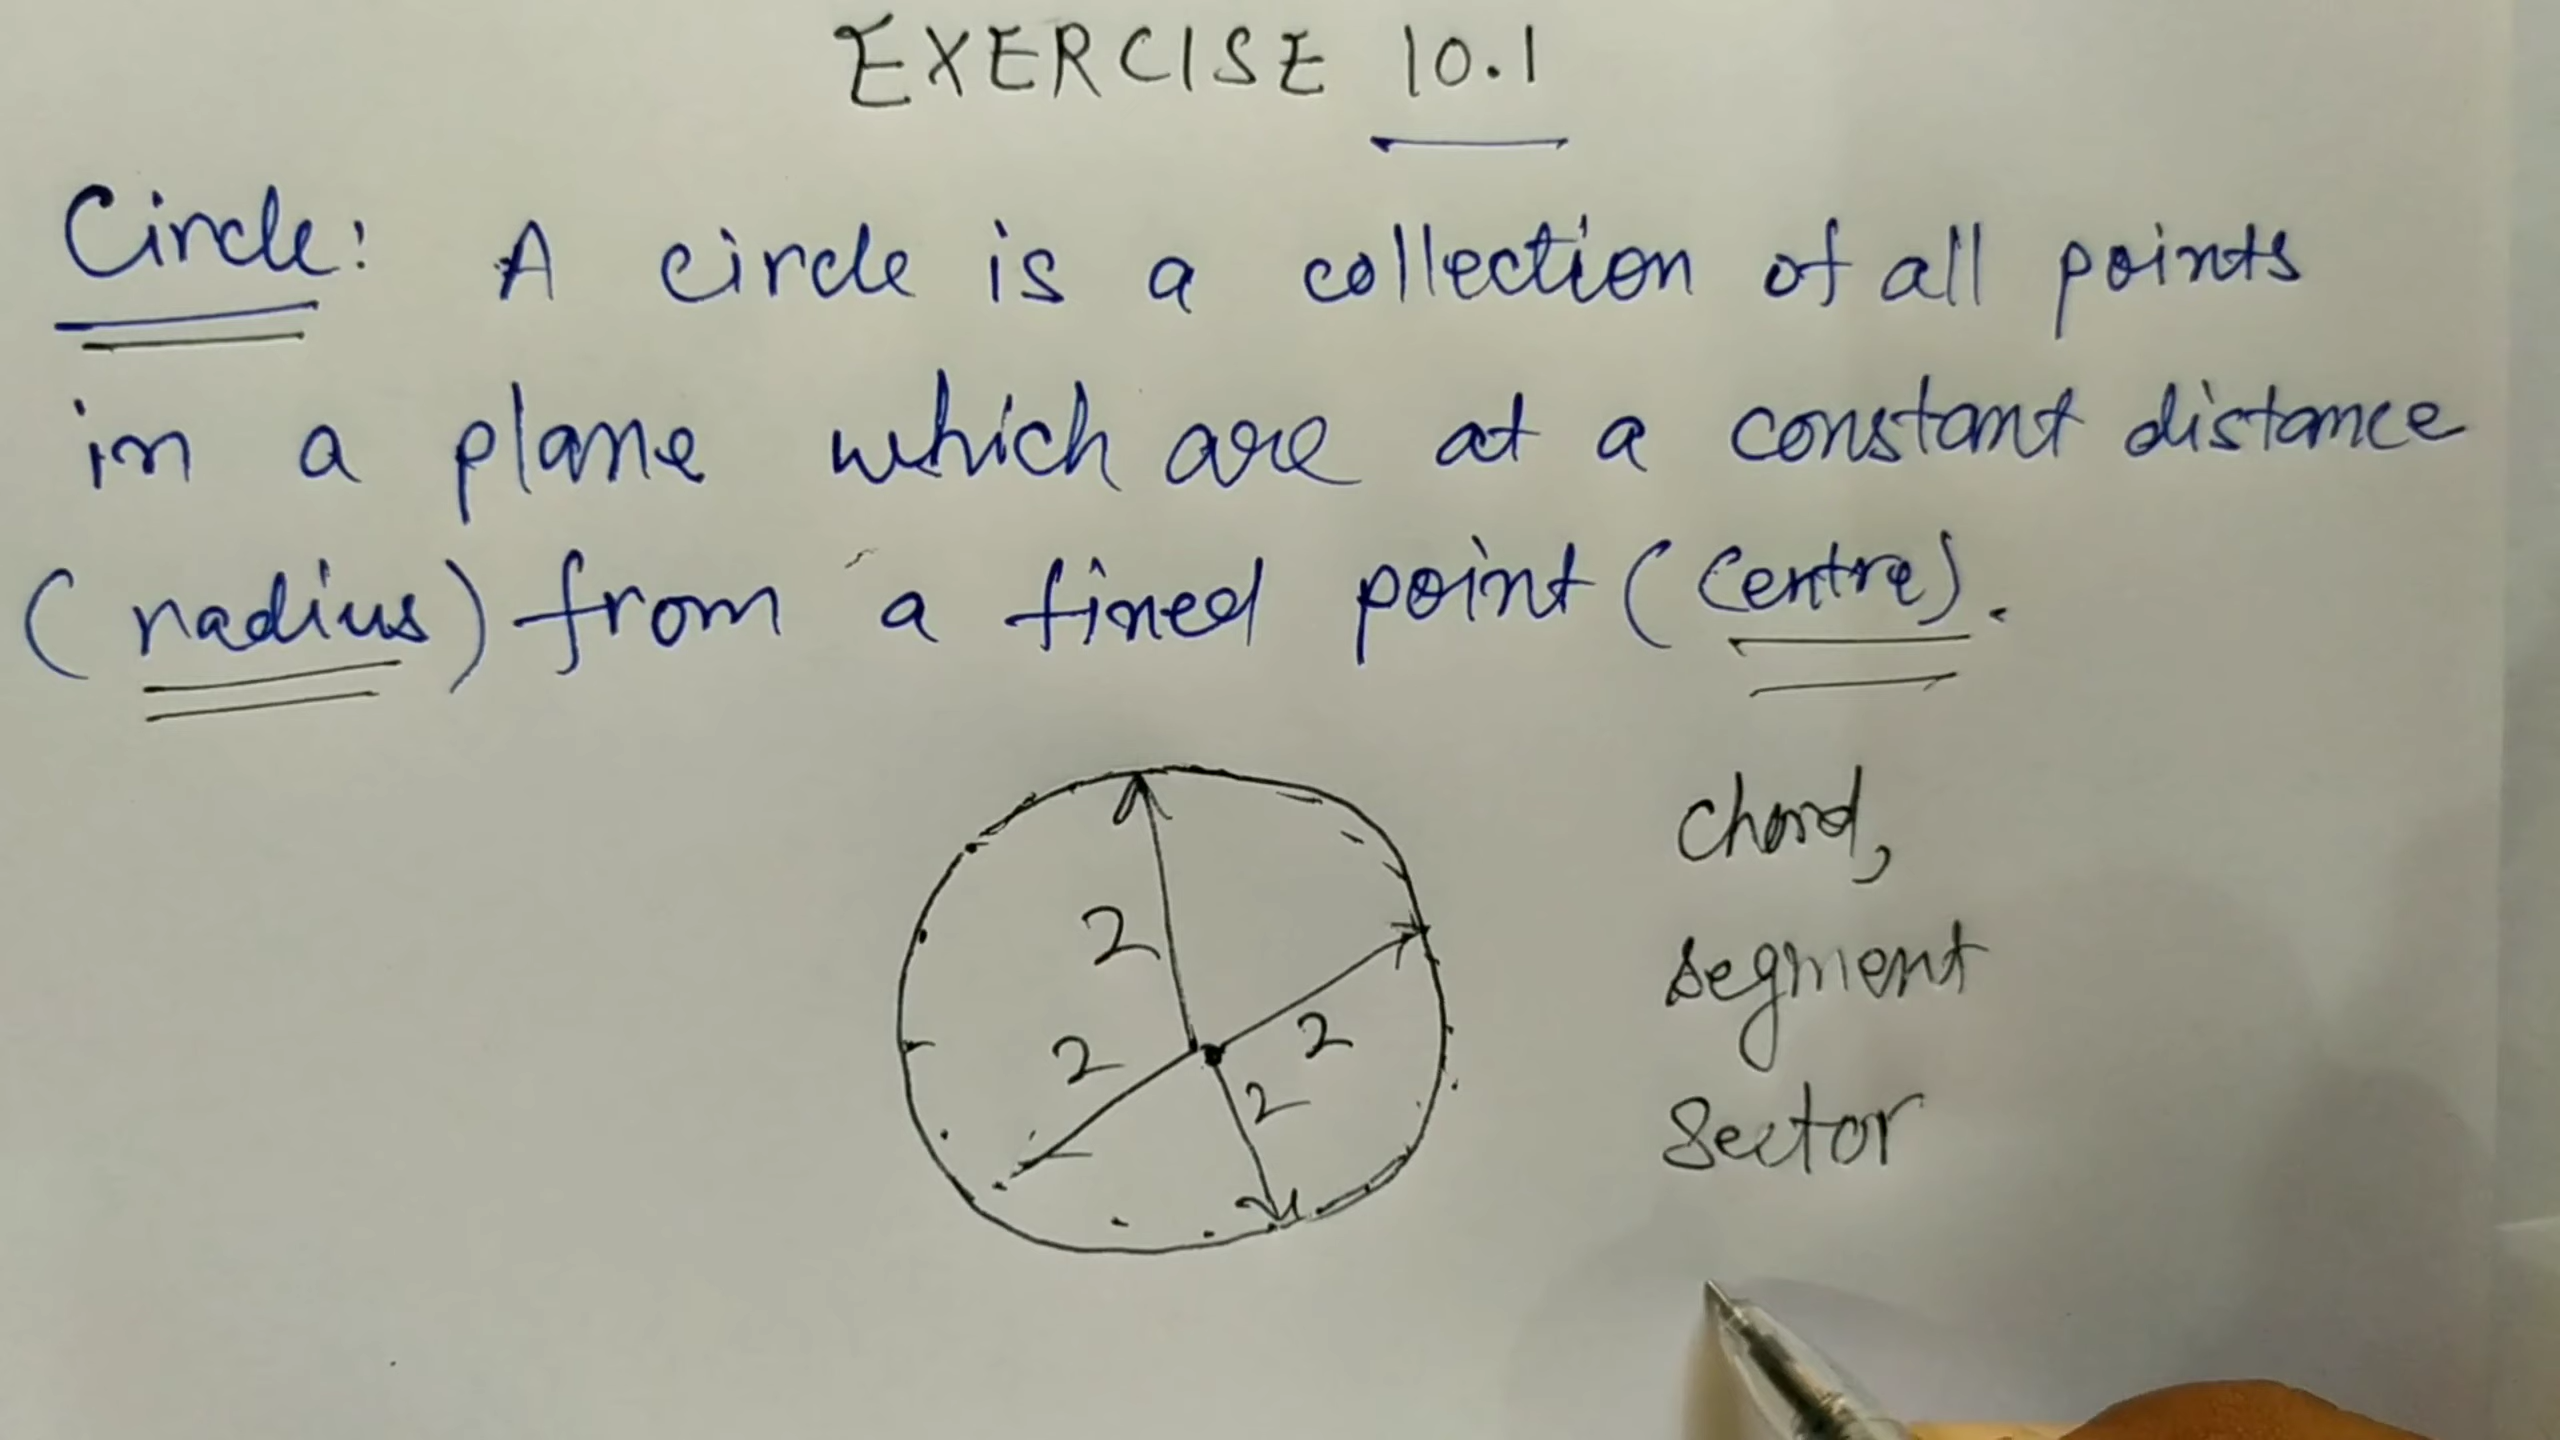 EXERCISE 10.1
Circle: A circle is a collection of all points
in a plane which are at a constant distance
(radius) from a fixed point (Centre).
2
2
2
2
chord,
segment
Sector